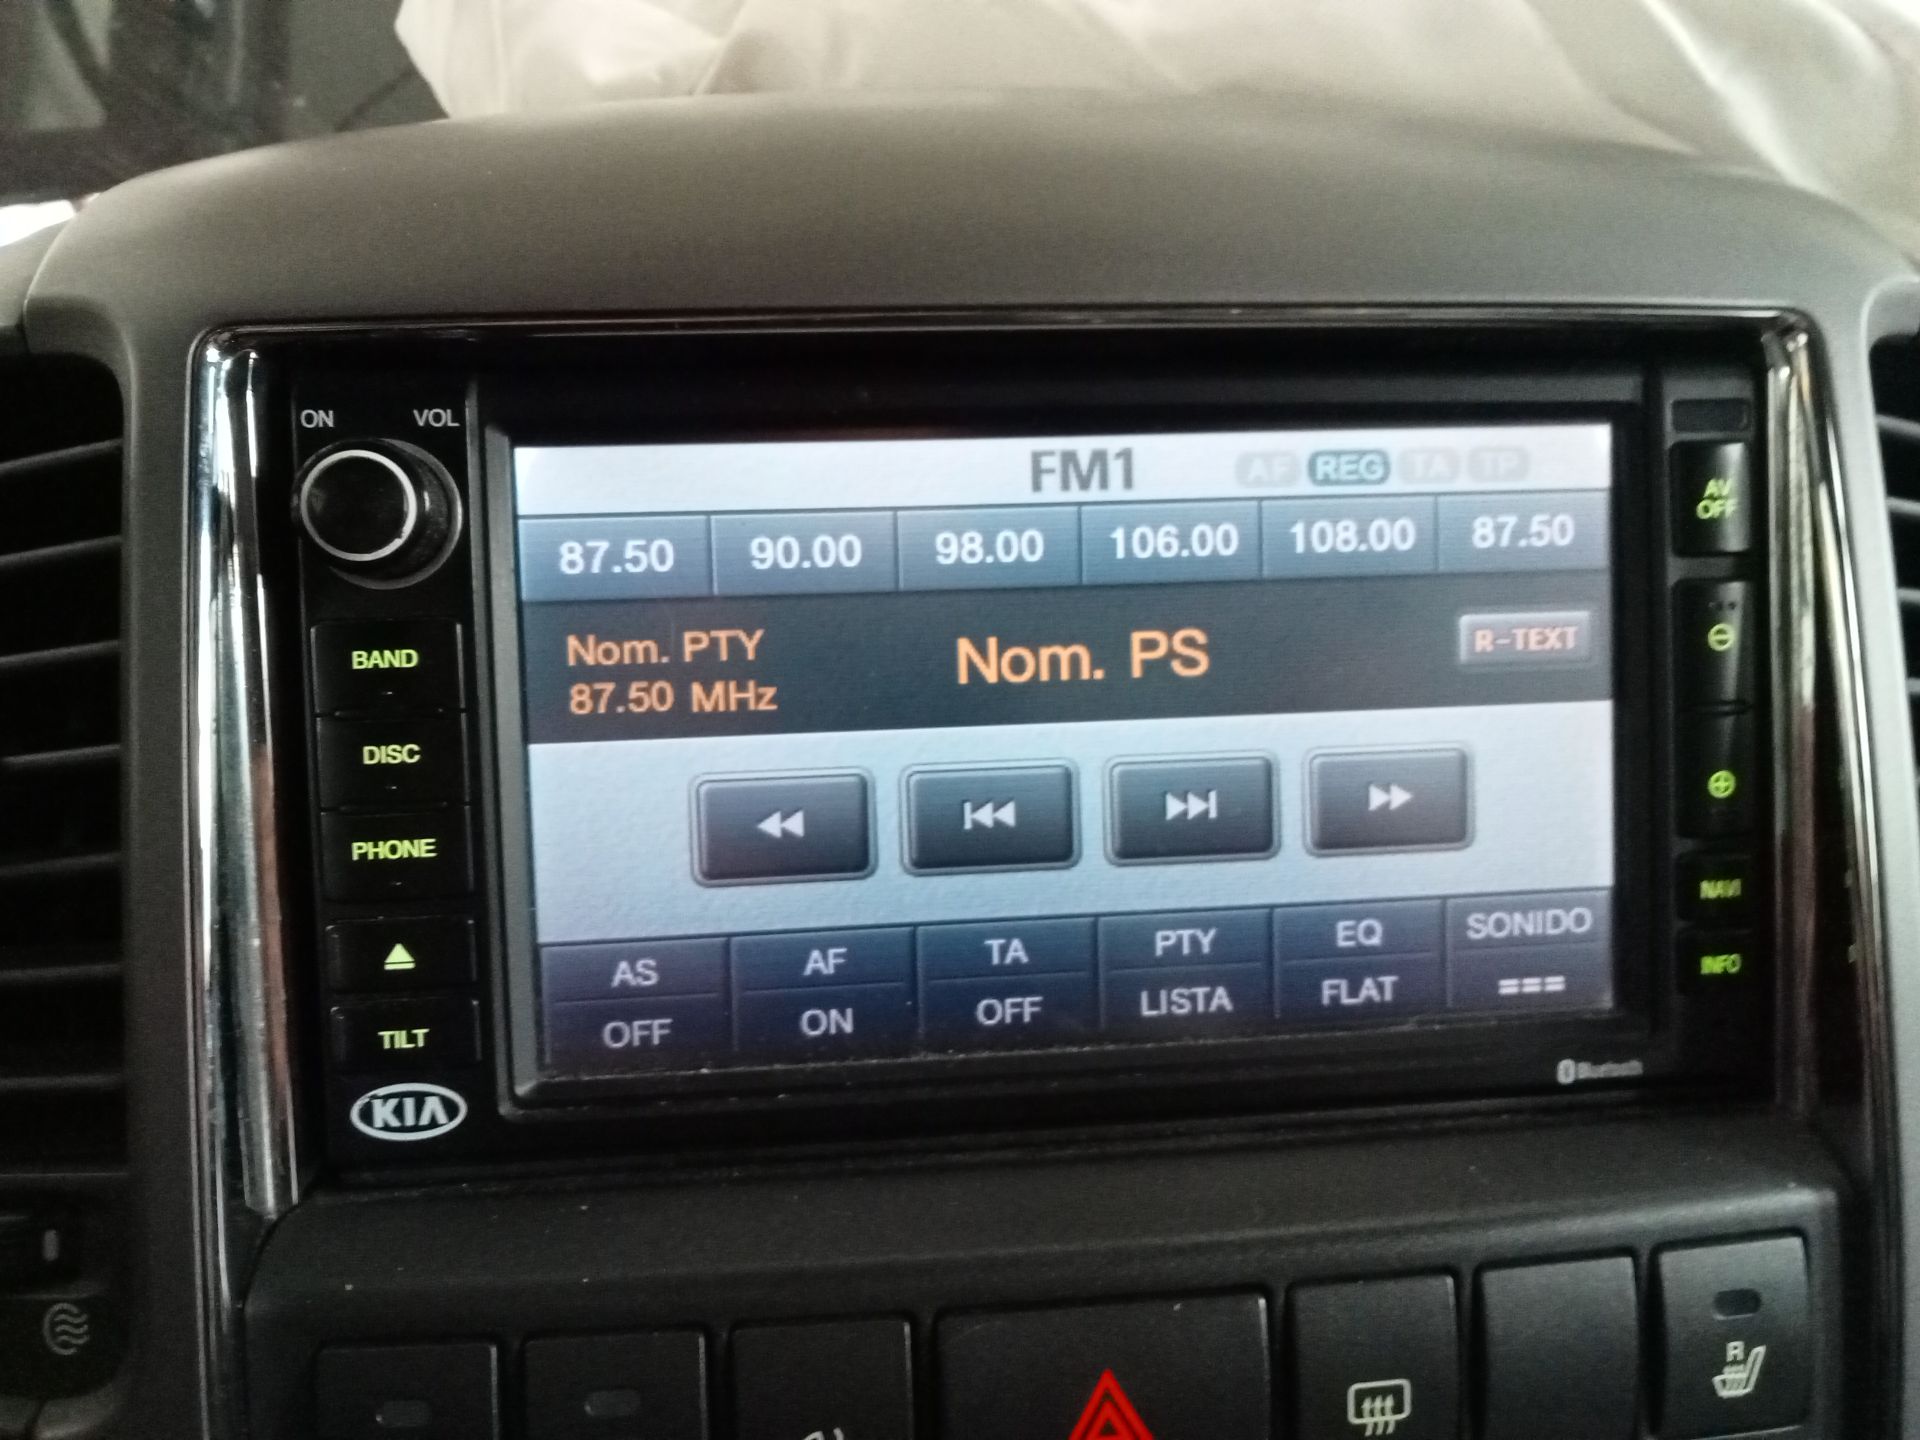 ON VOL
FM1 AF REG TA TP
AV
OFF
87.50 90.00 98.00 106.00 108.00 87.50
Nom. PTY
87.50 MHz
Nom. PS
R-TEXT
BAND
DISC
PHONE
TILT
KIA
NAVI
INFO
AS AF TA PTY EQ SONIDO
OFF ON OFF LISTA FLAT ===
Bluetooth
R